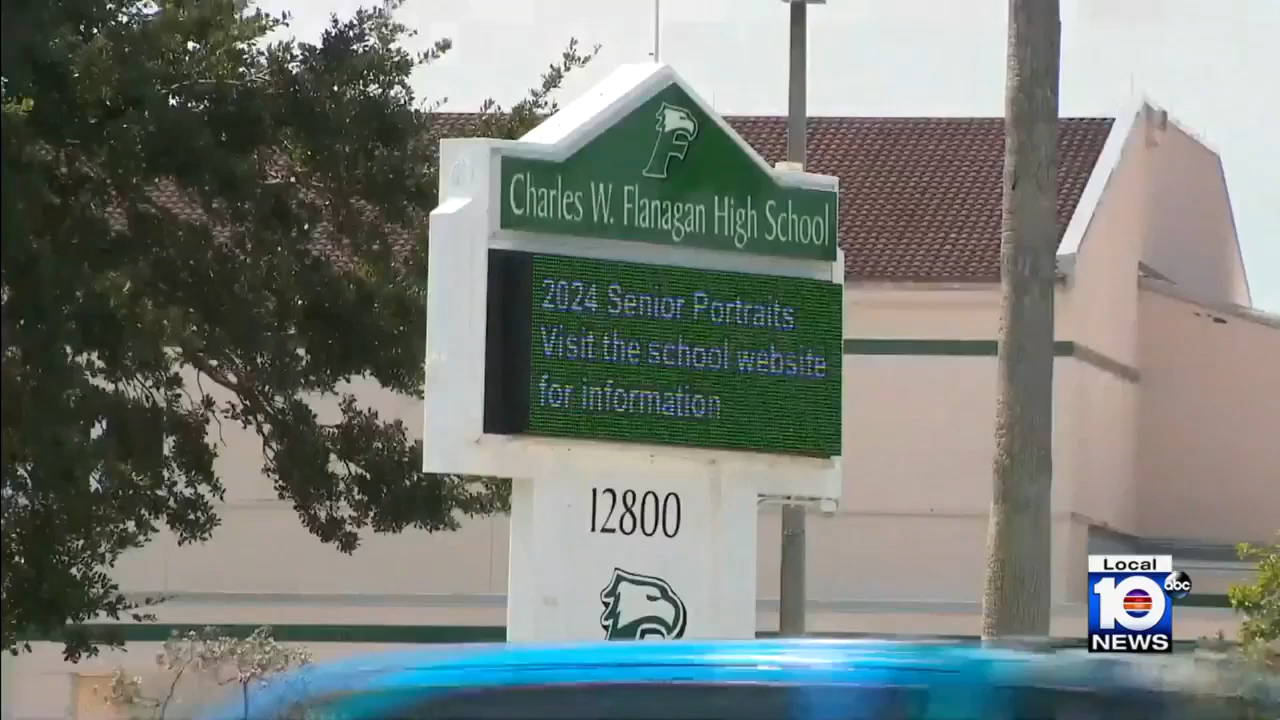 F
Charles W. Flanagan High School
2024 Senior Portraits
Visit the school website
for information
12800
Local
10
abc
NEWS